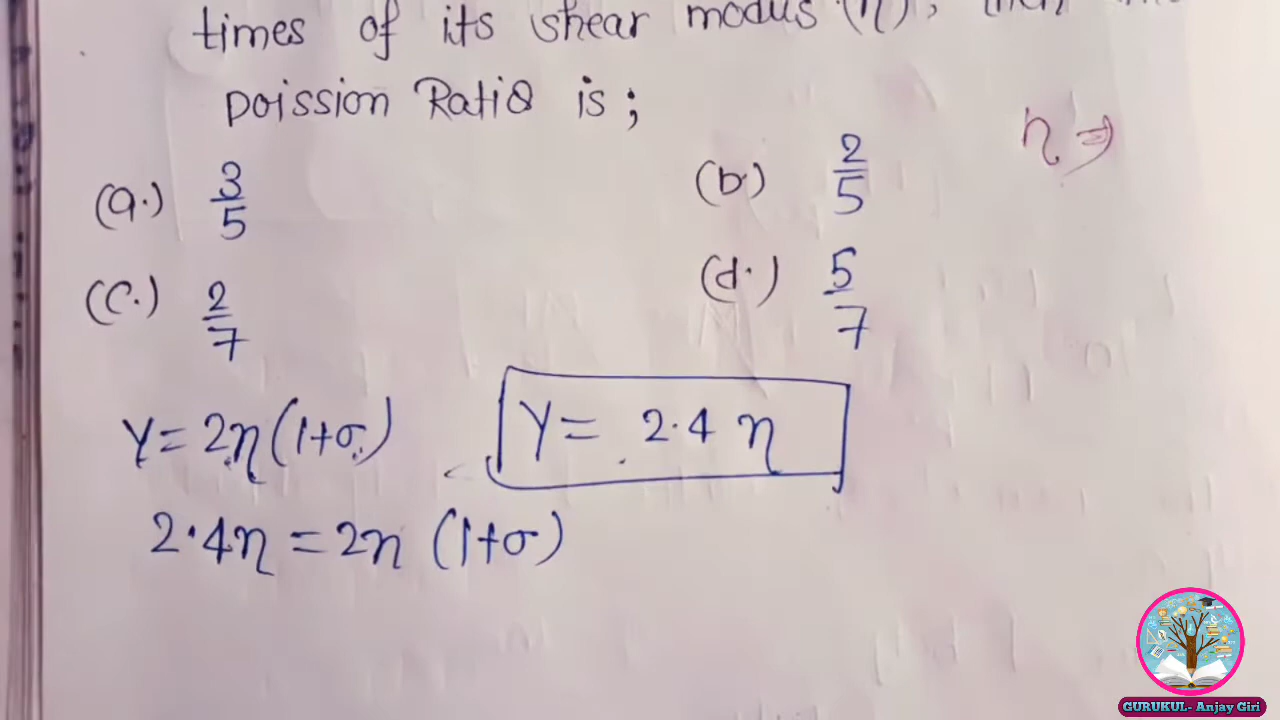 times of its shear modus (η), then
poission Ratio is ;
η ⇒
(a.) 3/5
(b.) 2/5
(c.) 2/7
(d.) 5/7
Y = 2η(1+σ)
Y = 2.4 η
2.4η = 2η (1+σ)
GURUKUL- Anjay Giri